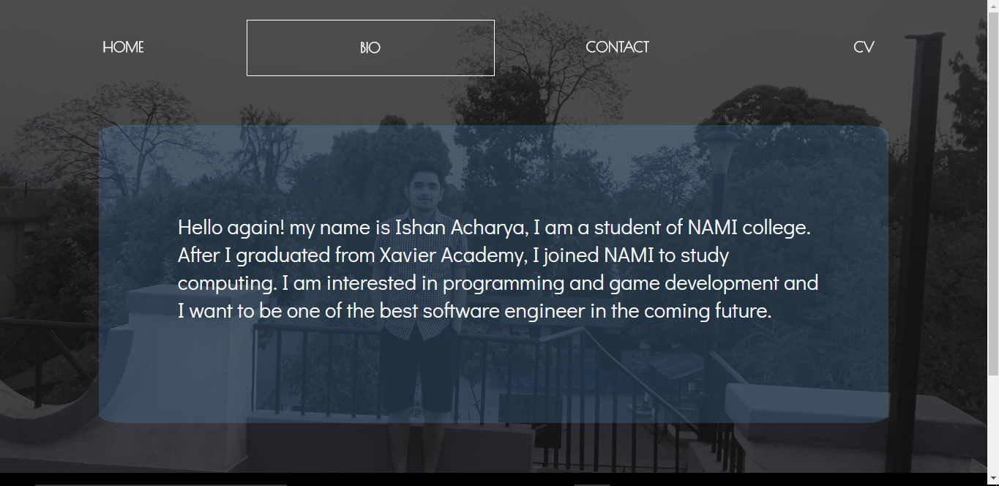 HOME BIO CONTACT CV
Hello again! my name is Ishan Acharya, I am a student of NAMI college.
After I graduated from Xavier Academy, I joined NAMI to study
computing. I am interested in programming and game development and
I want to be one of the best software engineer in the coming future.